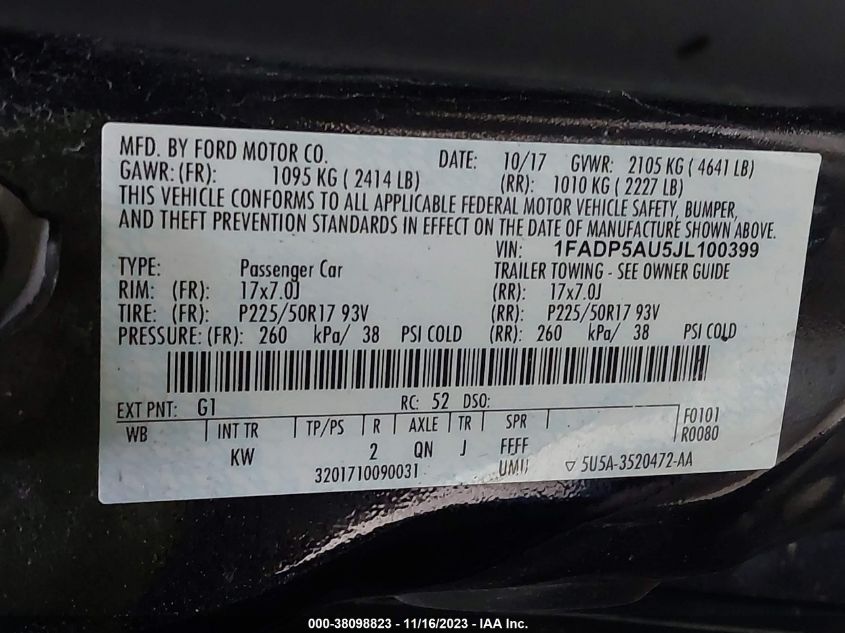 MFD. BY FORD MOTOR CO. DATE: 10/17 GVWR: 2105 KG ( 4641 LB)
GAWR: (FR): 1095 KG ( 2414 LB) (RR): 1010 KG ( 2227 LB)
THIS VEHICLE CONFORMS TO ALL APPLICABLE FEDERAL MOTOR VEHICLE SAFETY, BUMPER,
AND THEFT PREVENTION STANDARDS IN EFFECT ON THE DATE OF MANUFACTURE SHOWN ABOVE.
VIN: 1FADP5AU5JL100399
TYPE: Passenger Car TRAILER TOWING - SEE OWNER GUIDE
RIM: (FR): 17x7.0J (RR): 17x7.0J
TIRE: (FR): P225/50R17 93V (RR): P225/50R17 93V
PRESSURE: (FR): 260 kPa/ 38 PSI COLD (RR): 260 kPa/ 38 PSI COLD
EXT PNT: G1 RC: 52 DSO:
WB INT TR TP/PS R AXLE TR SPR F0101
KW 2 QN J FEFF R0080
3201710090031 UMII 5U5A-3520472-AA
000-38098823 - 11/16/2023 - IAA Inc.